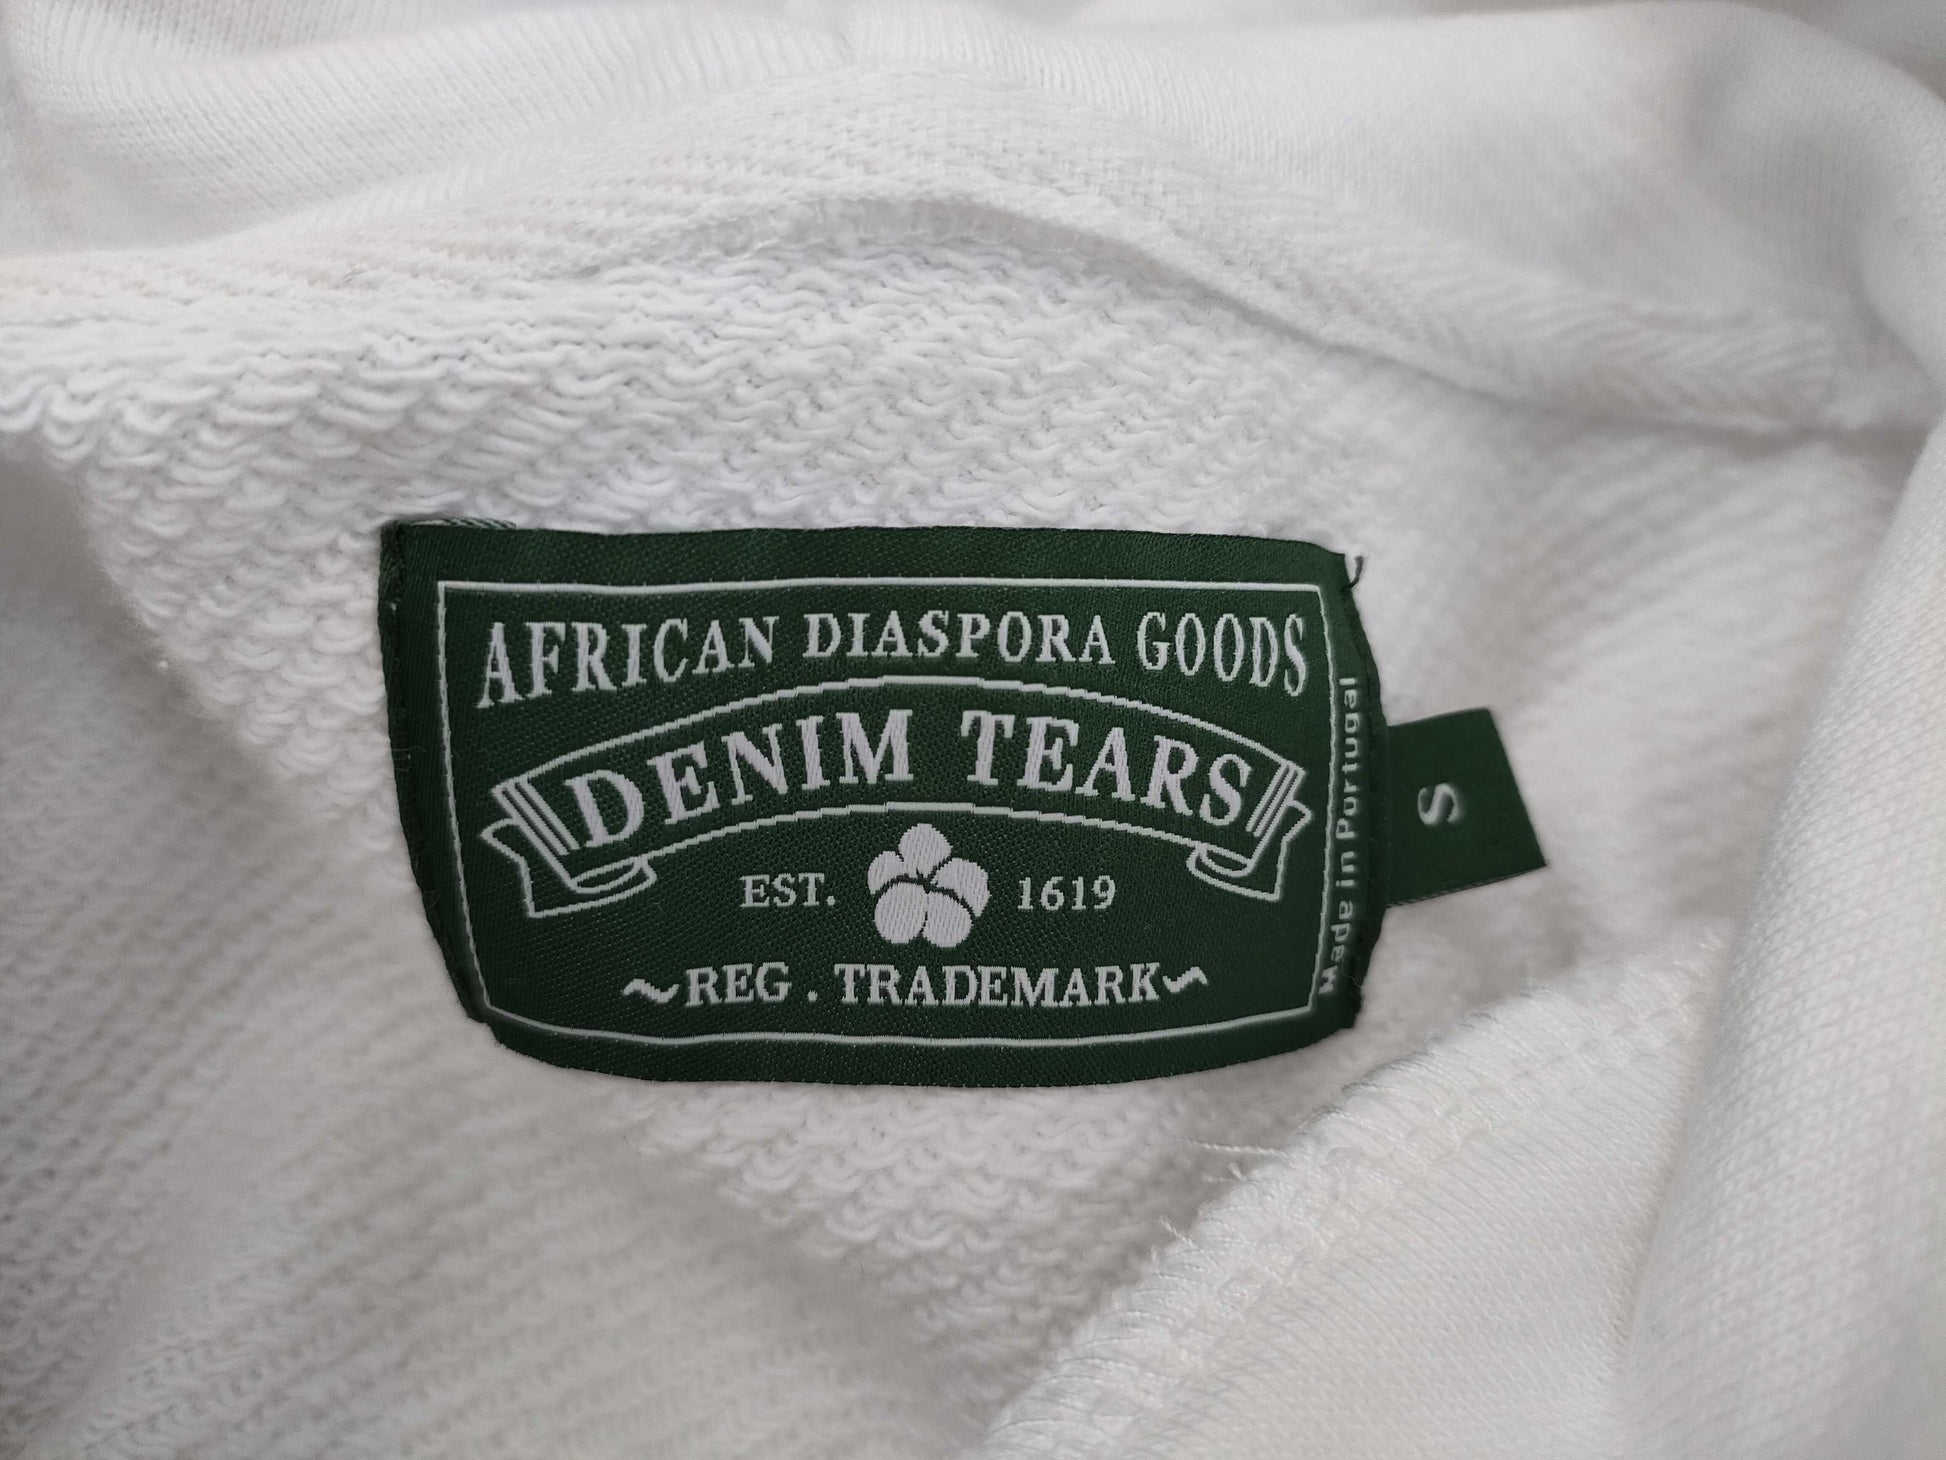 AFRICAN DIASPORA GOODS
DENIM TEARS
EST. 1619
~REG . TRADEMARK~
Made in Portugal
S